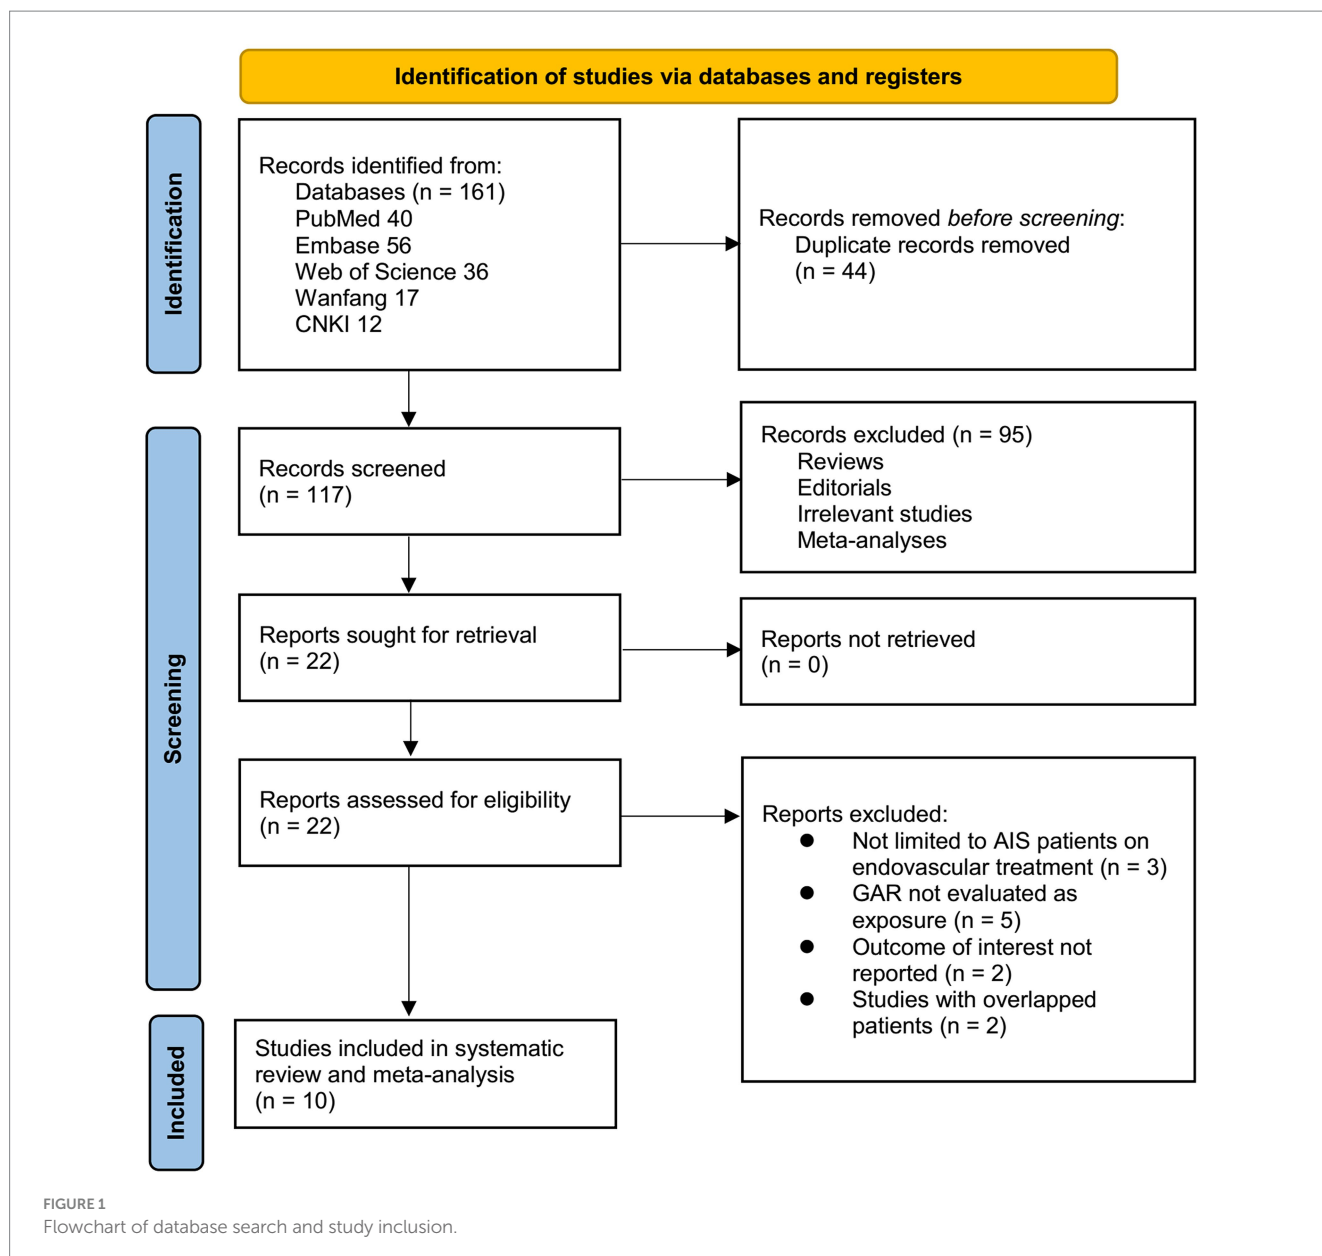 Identification of studies via databases and registers
Identification
Records identified from:
Databases (n = 161)
PubMed 40
Embase 56
Web of Science 36
Wanfang 17
CNKI 12
Records removed before screening:
Duplicate records removed
(n = 44)
Screening
Records screened
(n = 117)
Records excluded (n = 95)
Reviews
Editorials
Irrelevant studies
Meta-analyses
Reports sought for retrieval
(n = 22)
Reports not retrieved
(n = 0)
Reports assessed for eligibility
(n = 22)
Reports excluded:
● Not limited to AIS patients on
endovascular treatment (n = 3)
● GAR not evaluated as
exposure (n = 5)
● Outcome of interest not
reported (n = 2)
● Studies with overlapped
patients (n = 2)
Included
Studies included in systematic
review and meta-analysis
(n = 10)
FIGURE 1
Flowchart of database search and study inclusion.